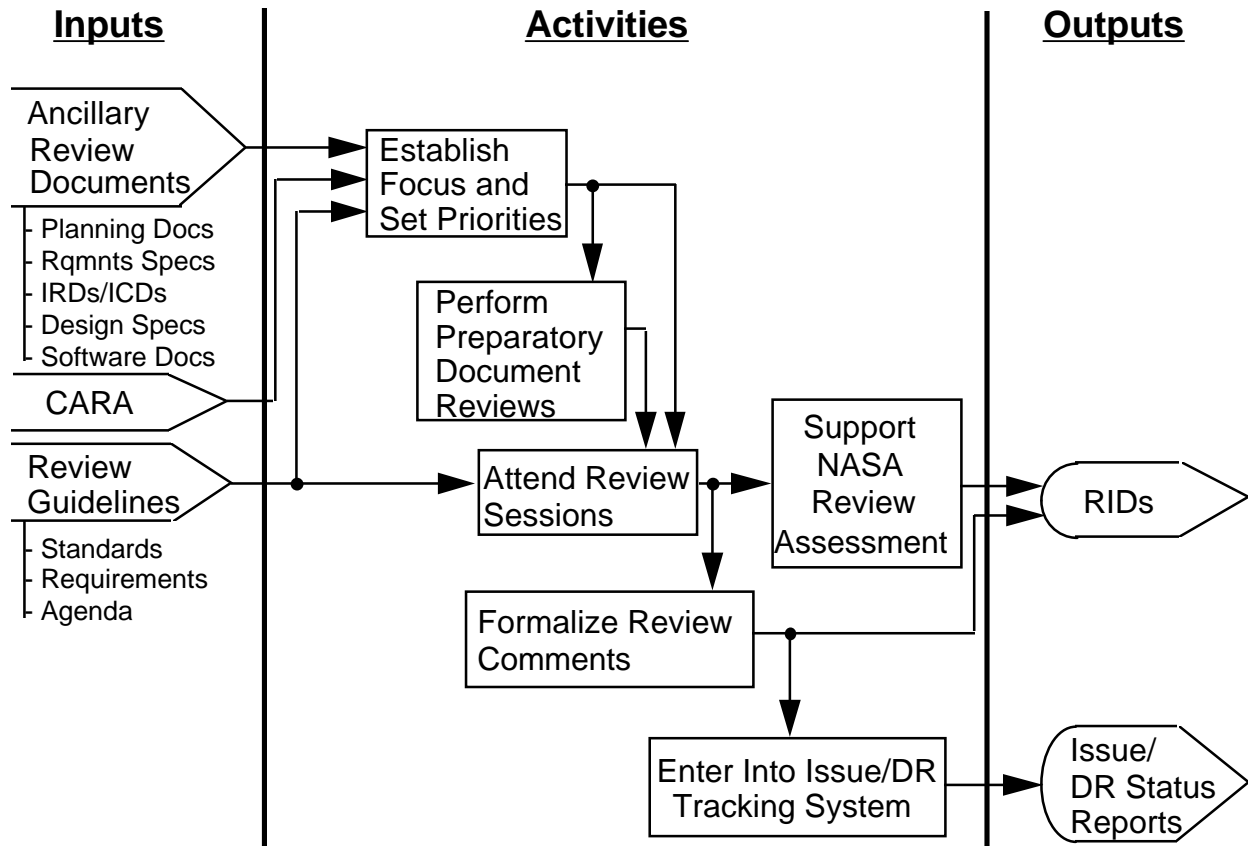 Inputs
Activities
Outputs
Ancillary
Review
Documents
- Planning Docs
- Rqmnts Specs
- IRDs/ICDs
- Design Specs
- Software Docs
CARA
Review
Guidelines
- Standards
- Requirements
- Agenda
Establish
Focus and
Set Priorities
Perform
Preparatory
Document
Reviews
Attend Review
Sessions
Support
NASA
Review
Assessment
Formalize Review
Comments
Enter Into Issue/DR
Tracking System
RIDs
Issue/
DR Status
Reports